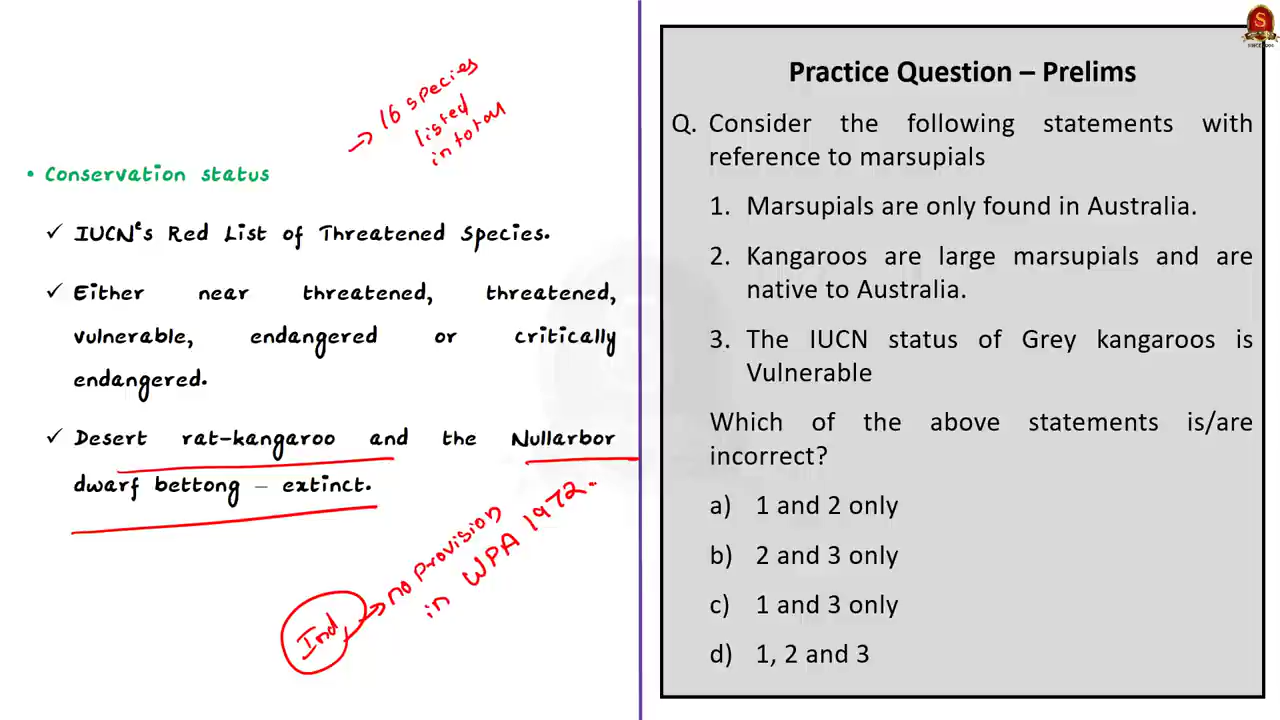 → 16 species
listed
in total
• Conservation status
✓ IUCN's Red List of Threatened Species.
✓ Either near threatened, threatened,
vulnerable, endangered or critically
endangered.
✓ Desert rat-kangaroo and the Nullarbor
dwarf bettong – extinct.
Ind → no provision
in WPA 1972.
S
Practice Question – Prelims
Q. Consider the following statements with
reference to marsupials
1. Marsupials are only found in Australia.
2. Kangaroos are large marsupials and are
native to Australia.
3. The IUCN status of Grey kangaroos is
Vulnerable
Which of the above statements is/are
incorrect?
a) 1 and 2 only
b) 2 and 3 only
c) 1 and 3 only
d) 1, 2 and 3